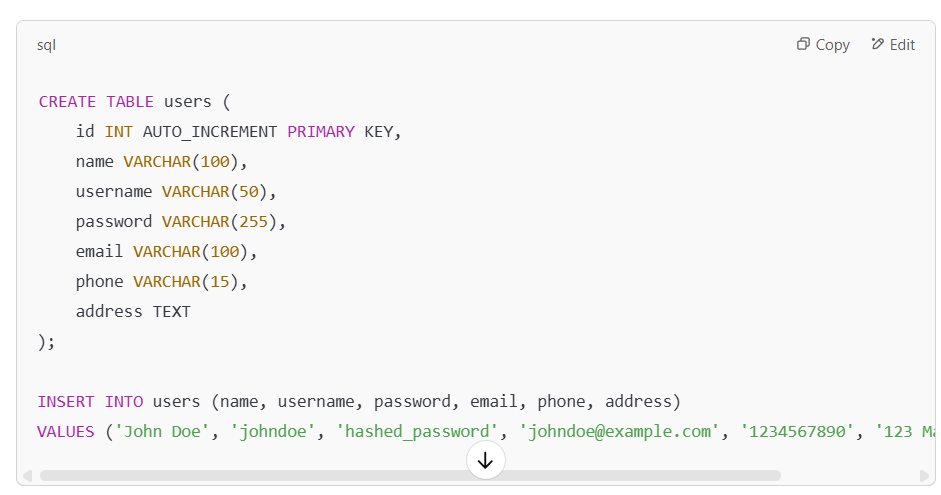 sql
Copy
Edit
CREATE TABLE users (
    id INT AUTO_INCREMENT PRIMARY KEY,
    name VARCHAR(100),
    username VARCHAR(50),
    password VARCHAR(255),
    email VARCHAR(100),
    phone VARCHAR(15),
    address TEXT
);

INSERT INTO users (name, username, password, email, phone, address)
VALUES ('John Doe', 'johndoe', 'hashed_password', 'johndoe@example.com', '1234567890', '123